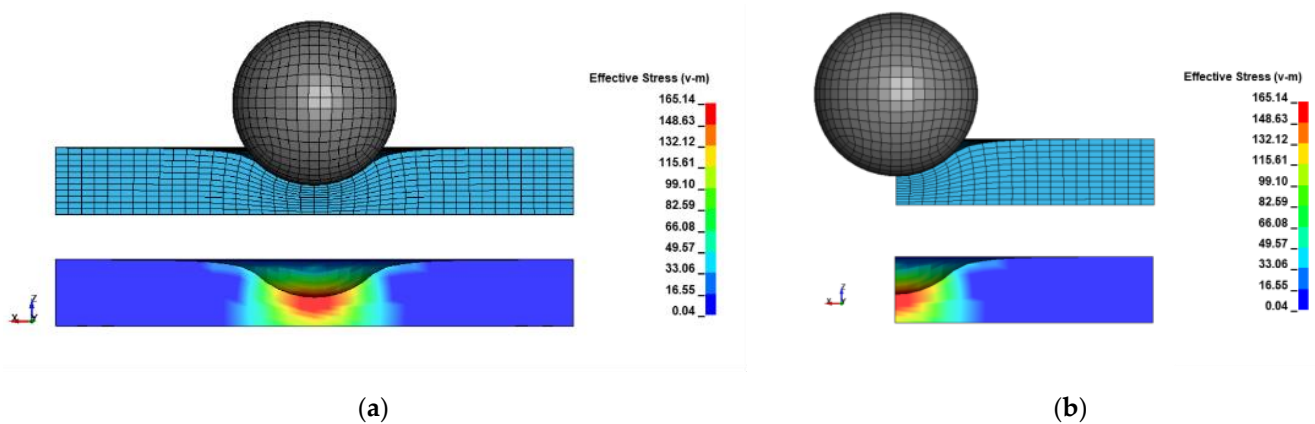 Effective Stress (v-m)
165.14
148.63
132.12
115.61
99.10
82.59
66.08
49.57
33.06
16.55
0.04
Z
X
Y
(a)
Effective Stress (v-m)
165.14
148.63
132.12
115.61
99.10
82.59
66.08
49.57
33.06
16.55
0.04
Z
X
Y
(b)